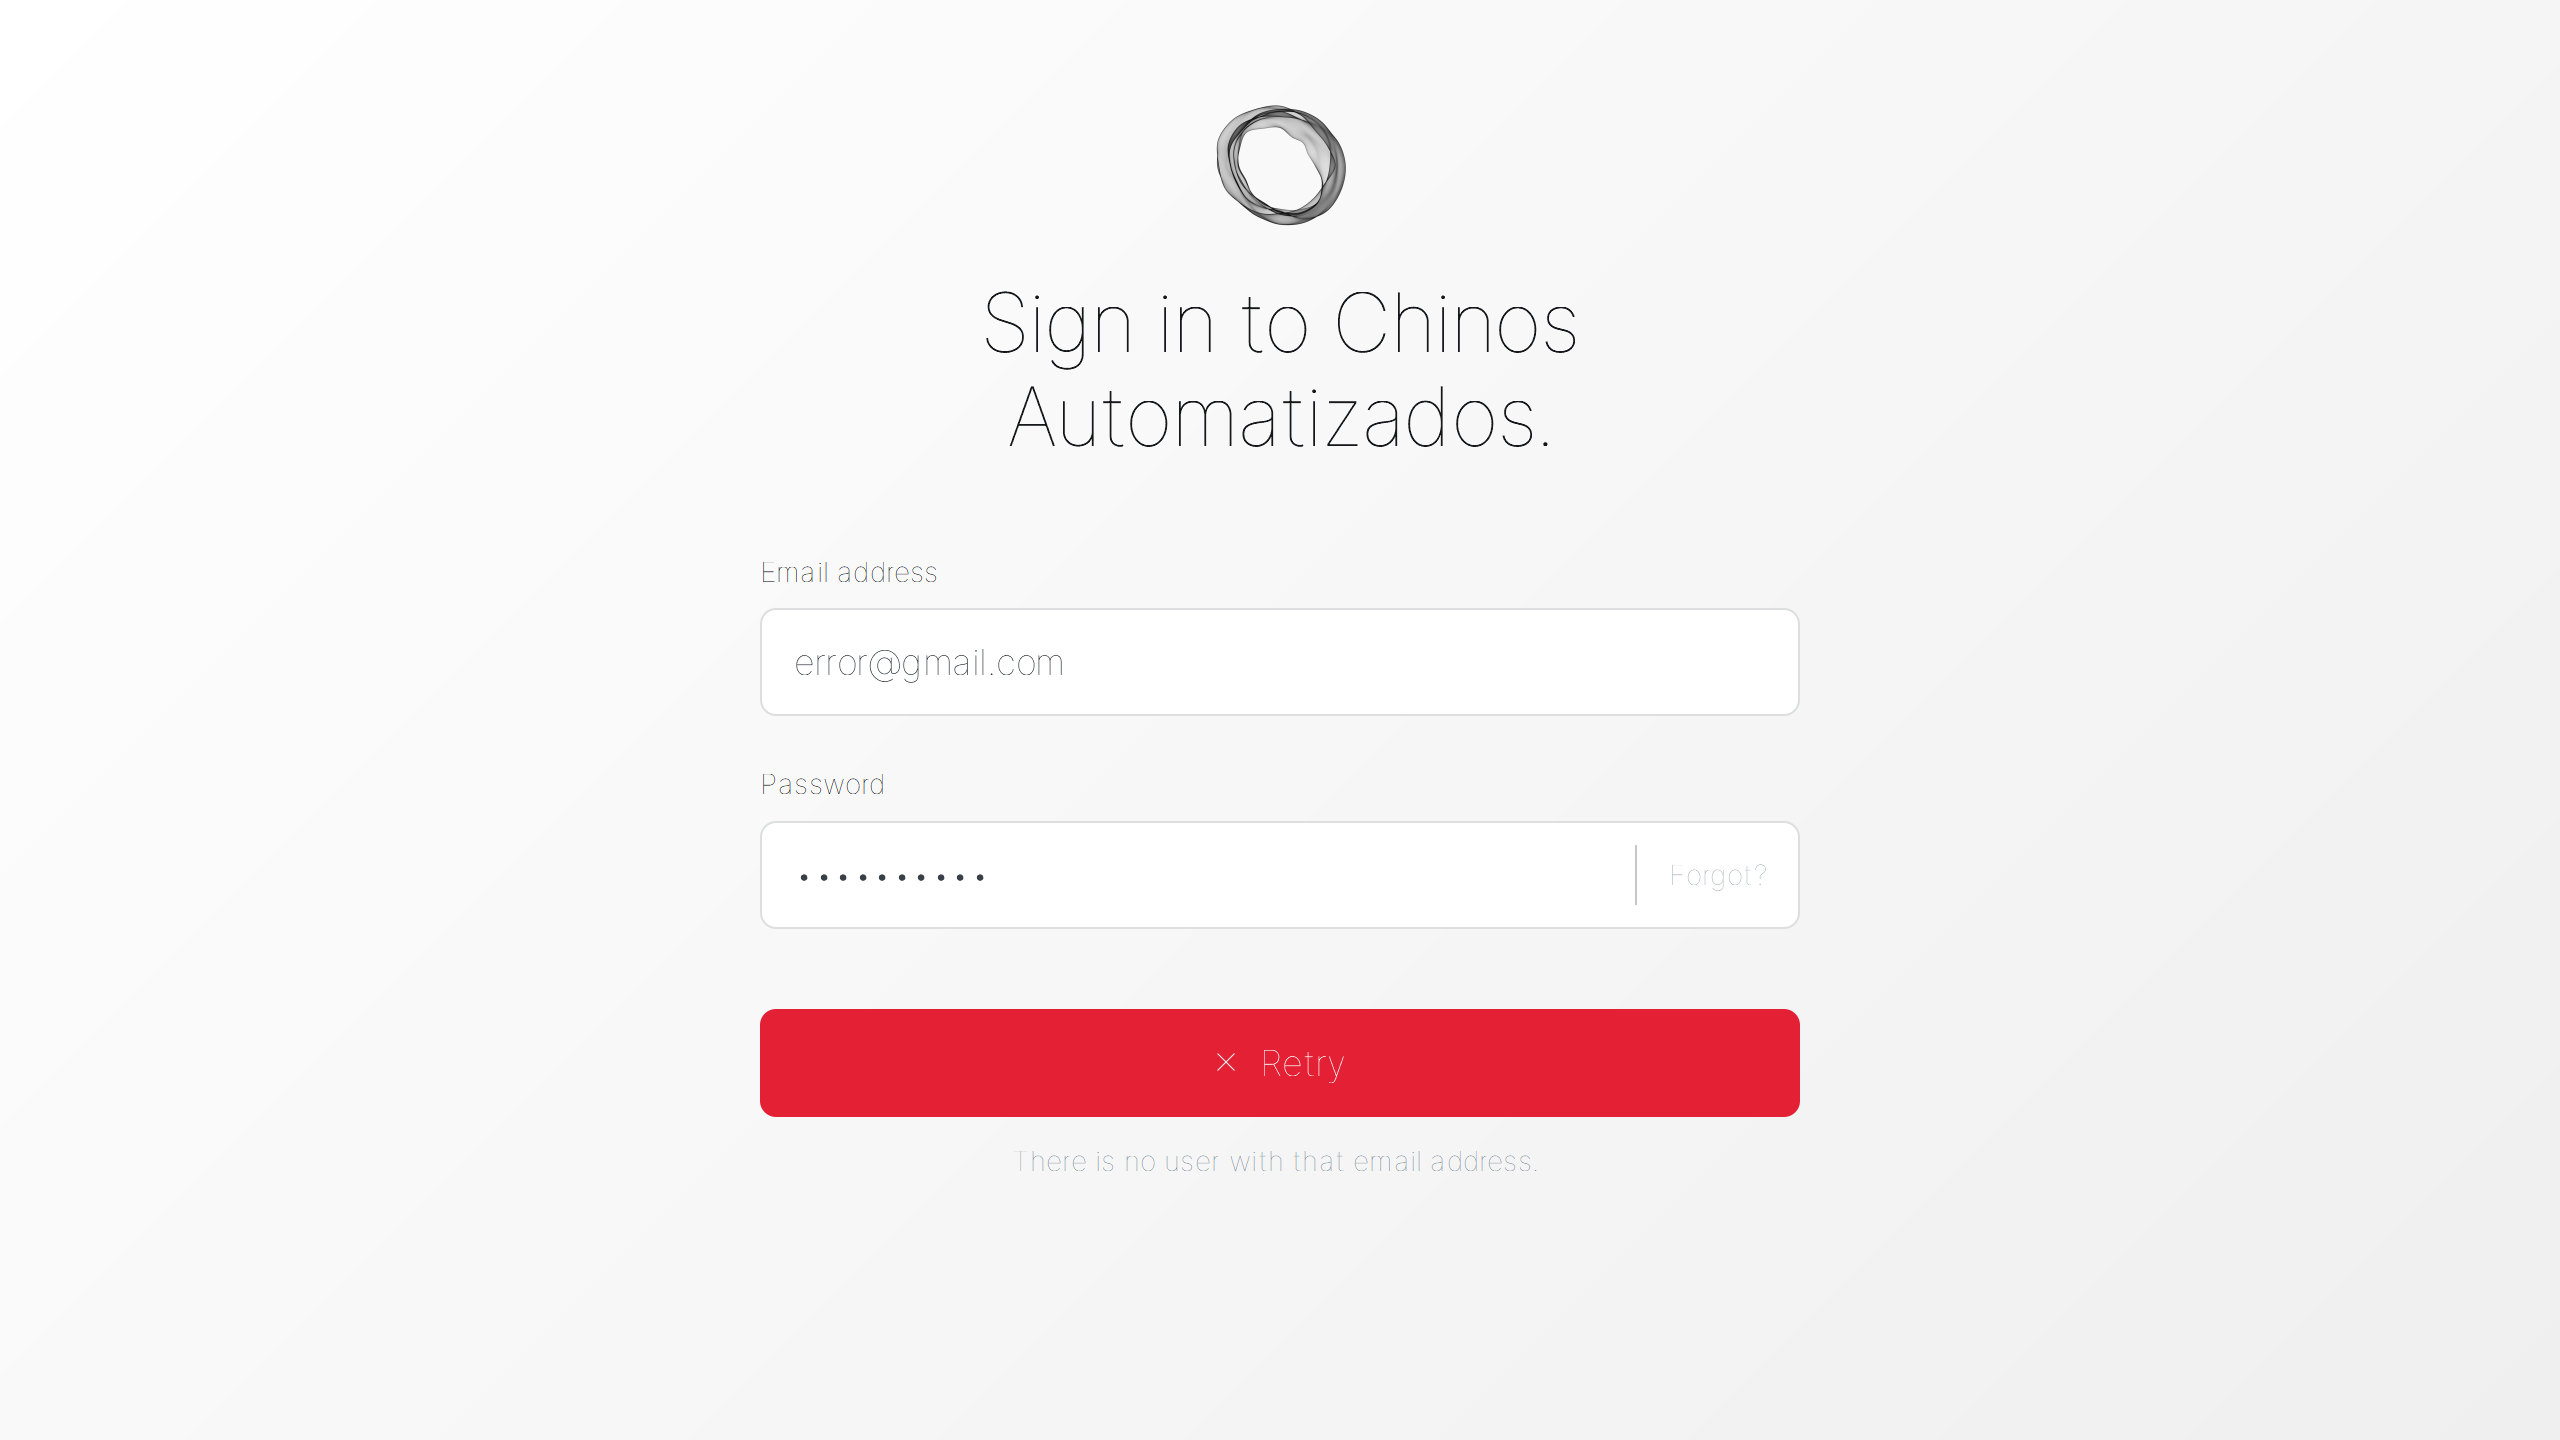 Sign in to Chinos
Automatizados.
Email address
error@gmail.com
Password
••••••••••
Forgot?
Retry
There is no user with that email address.